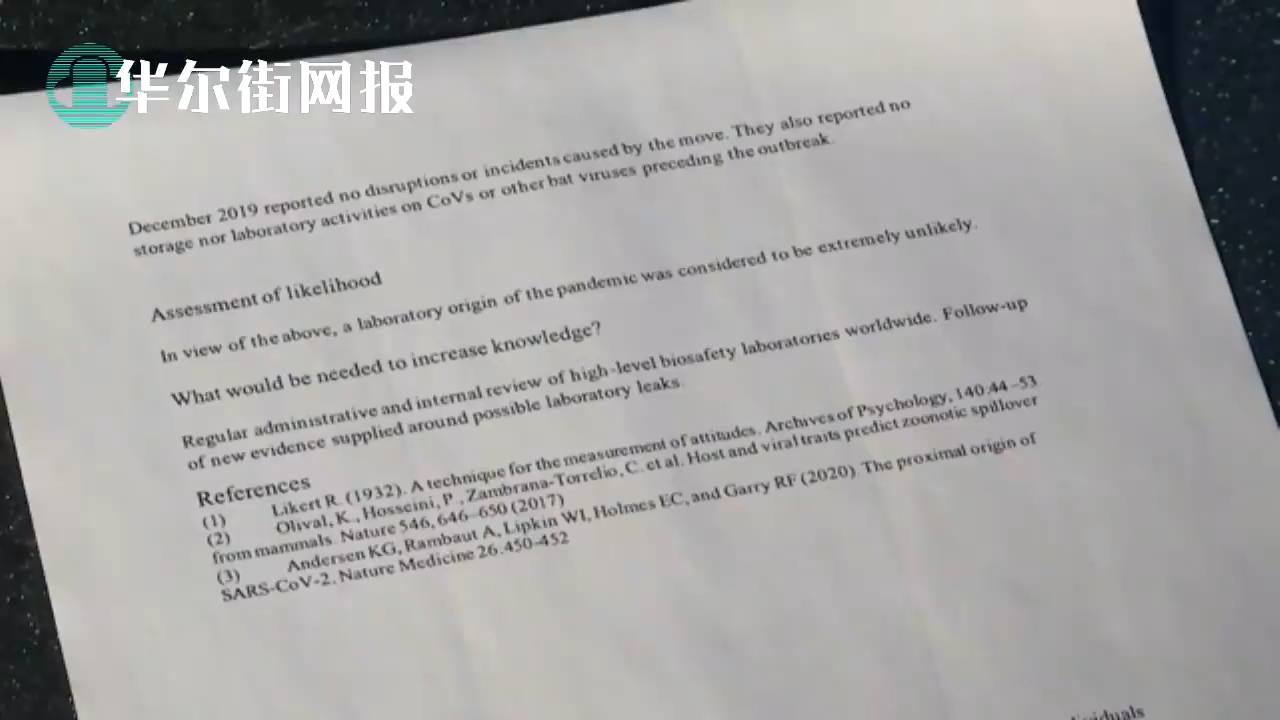 华尔街网报
December 2019 reported no disruptions or incidents caused by the move. They also reported no
storage nor laboratory activities on CoVs or other bat viruses preceding the outbreak.
Assessment of likelihood
In view of the above, a laboratory origin of the pandemic was considered to be extremely unlikely.
What would be needed to increase knowledge?
Regular administrative and internal review of high-level biosafety laboratories worldwide. Follow-up
of new evidence supplied around possible laboratory leaks.
References
(1) Likert R. (1932). A technique for the measurement of attitudes. Archives of Psychology, 140:44–53
(2) Olival, K., Hosseini, P., Zambrana-Torrelio, C. et al. Host and viral traits predict zoonotic spillover
from mammals. Nature 546, 646–650 (2017)
(3) Andersen KG, Rambaut A, Lipkin WI, Holmes EC, and Garry RF (2020). The proximal origin of
SARS-CoV-2. Nature Medicine 26:450-452